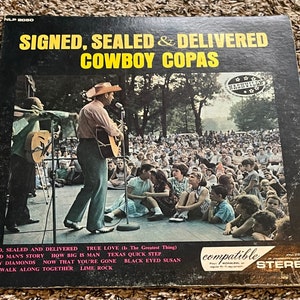 NLP 2050
SIGNED, SEALED & DELIVERED
COWBOY COPAS
NASHVILLE
SEALED AND DELIVERED TRUE LOVE (Is The Greatest Thing)
MAN'S STORY HOW BIG IS MAN TEXAS QUICK STEP
DIAMONDS NOW THAT YOU'RE GONE BLACK EYED SUSAN
WALK ALONG TOGETHER LIME ROCK
compatible
STEREO